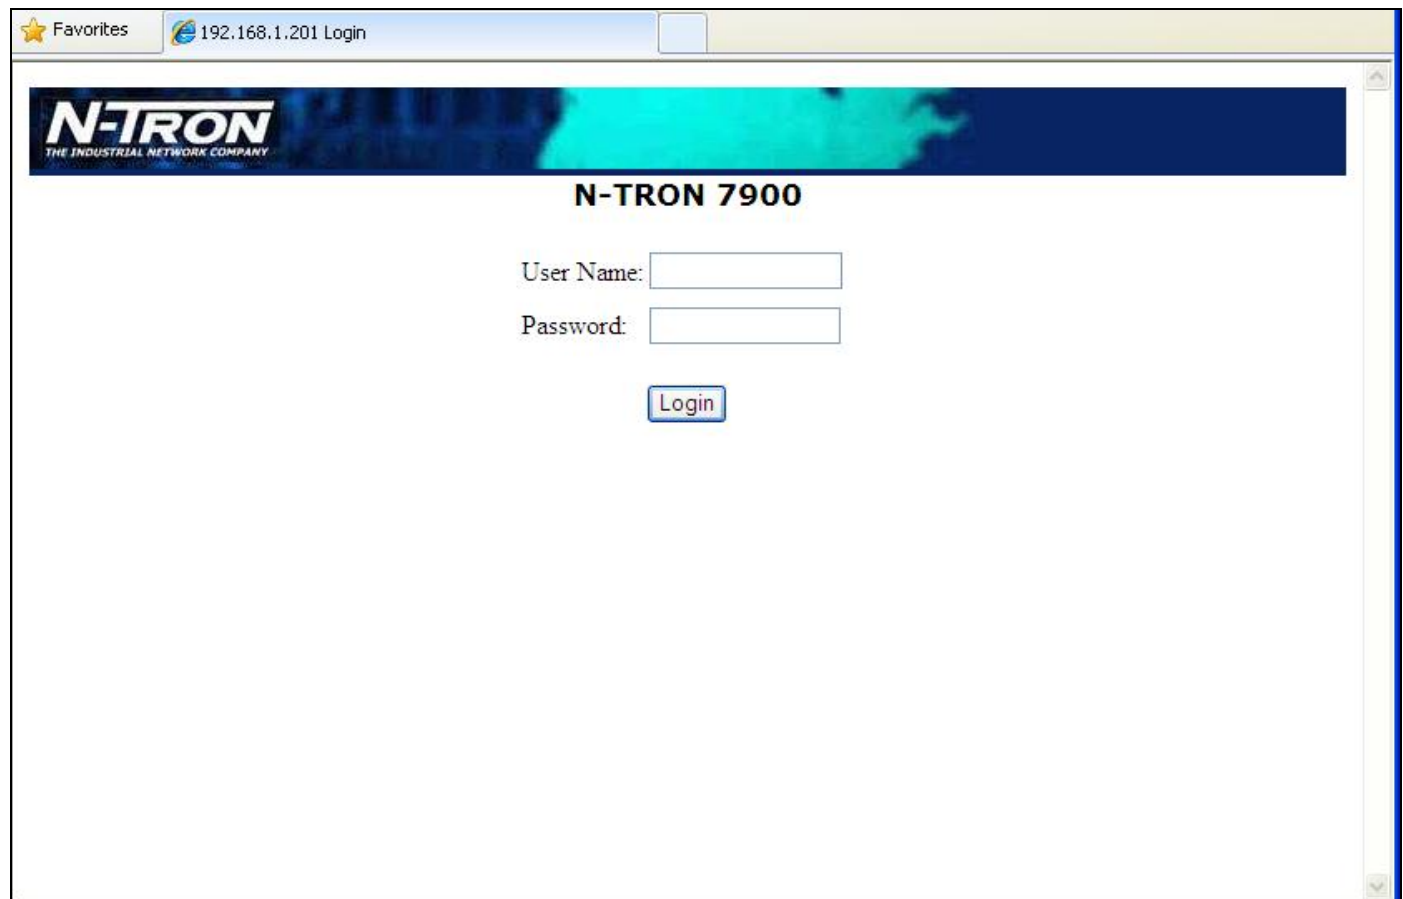 Favorites
192.168.1.201 Login
N-TRON
THE INDUSTRIAL NETWORK COMPANY
N-TRON 7900
User Name:
Password:
Login